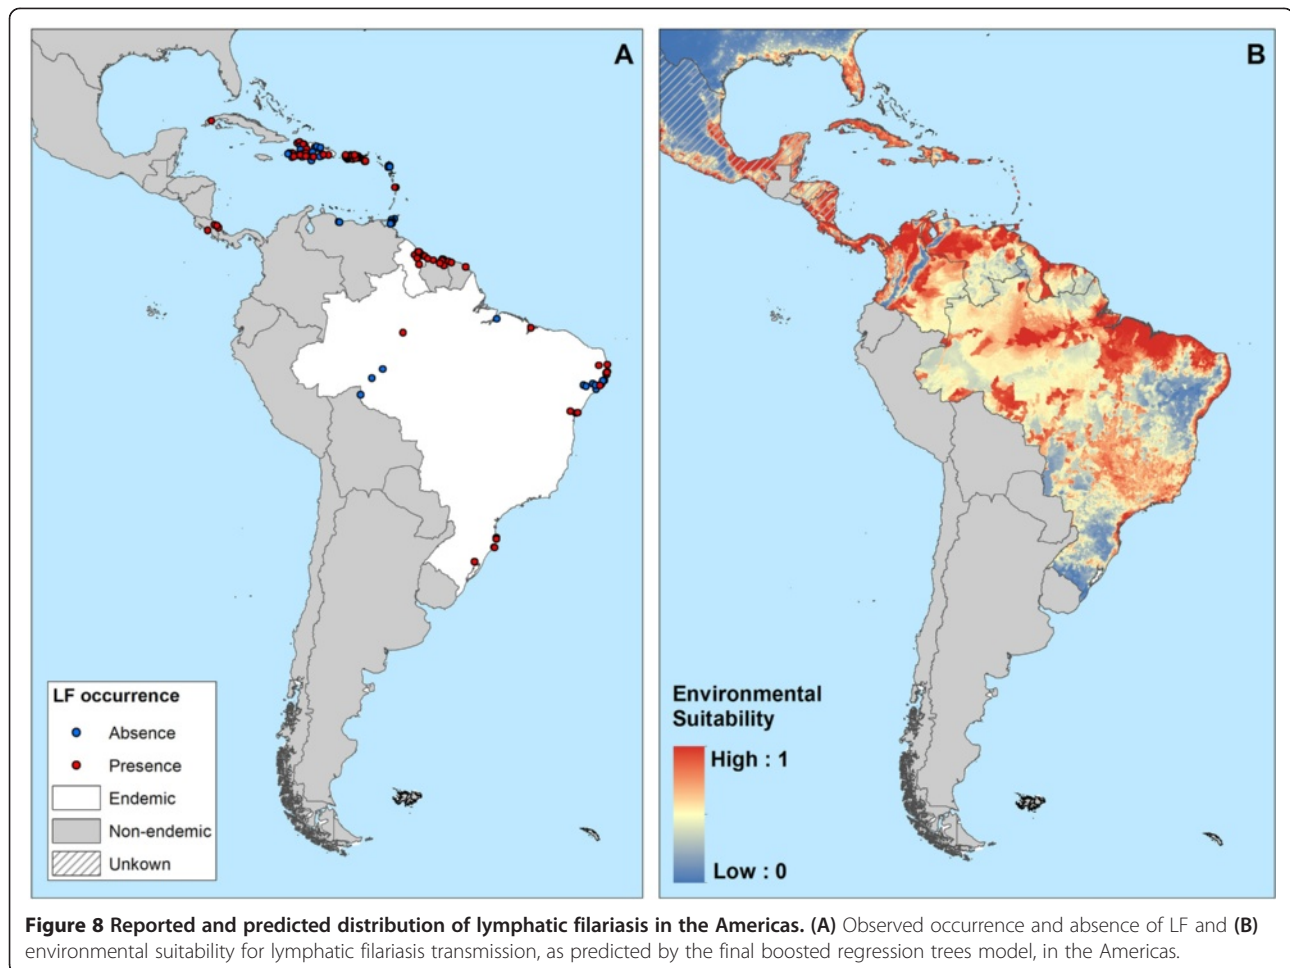 A
B
LF occurrence
Absence
Presence
Endemic
Non-endemic
Unkown
Environmental
Suitability
High : 1
Low : 0
Figure 8 Reported and predicted distribution of lymphatic filariasis in the Americas. (A) Observed occurrence and absence of LF and (B)
environmental suitability for lymphatic filariasis transmission, as predicted by the final boosted regression trees model, in the Americas.